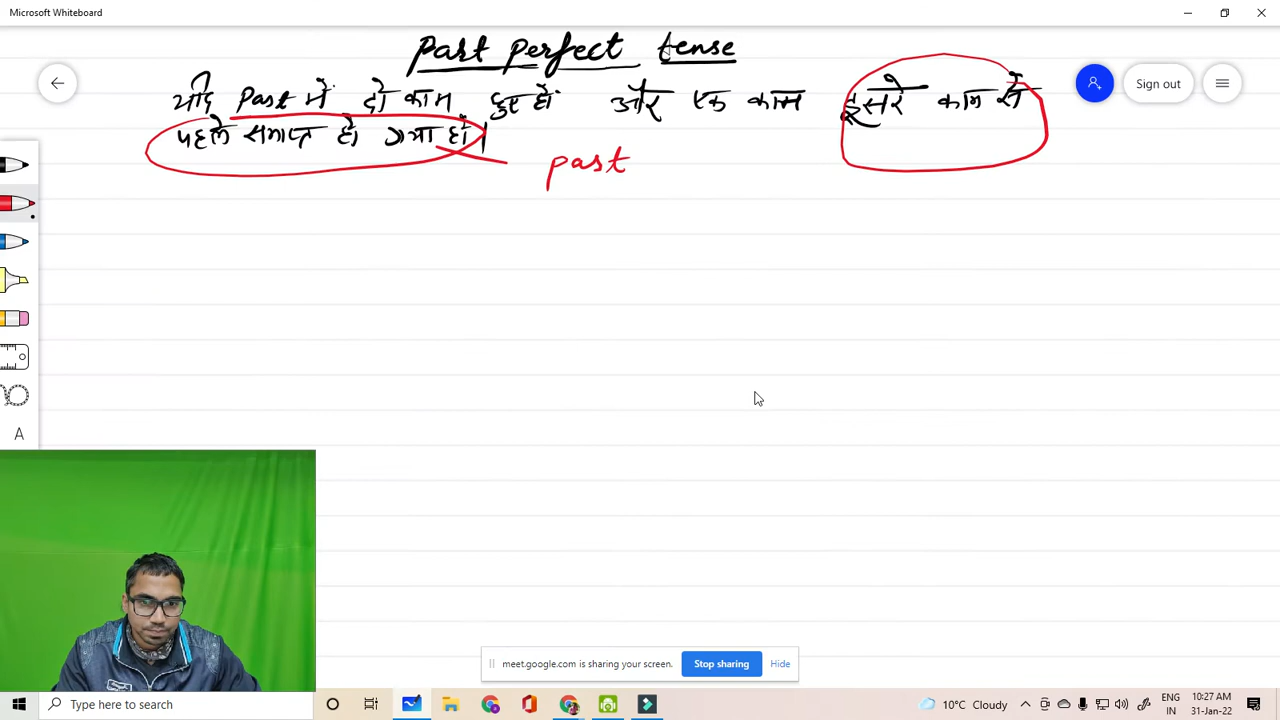 Microsoft Whiteboard
Past perfect tense
यदि Past में दो काम हुए हों और एक काम दूसरे काम से
पहले समाप्त हो गया हो।
past
Sign out
A
meet.google.com is sharing your screen.
Stop sharing
Hide
Type here to search
10°C Cloudy
ENG
IN
10:27 AM
31-Jan-22